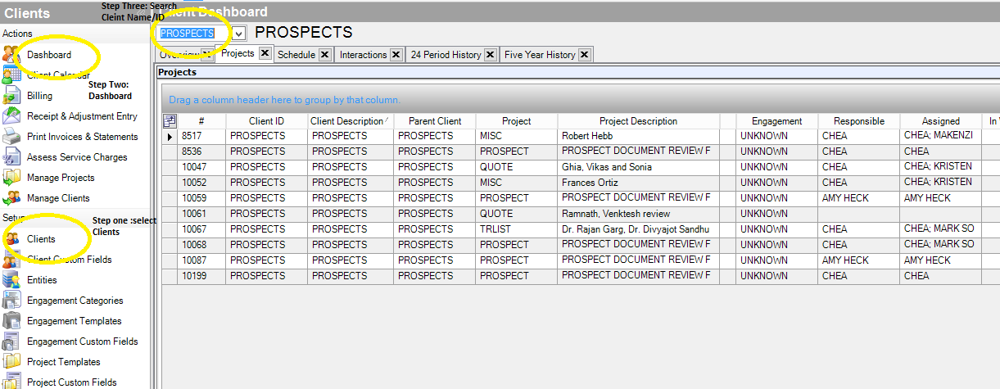 Clients
Step Three: Search
Cleint Name/ID
Client Dashboard
Actions
PROSPECTS
PROSPECTS
Dashboard
Client Calendar
Step Two:
Dashboard
Billing
Receipt & Adjustment Entry
Print Invoices & Statements
Assess Service Charges
Manage Projects
Manage Clients
Setup
Step one :select
Clients
Clients
Client Custom Fields
Entities
Engagement Categories
Engagement Templates
Engagement Custom Fields
Project Templates
Project Custom Fields
Overview Projects Schedule Interactions 24 Period History Five Year History
Projects
Drag a column header here to group by that column.
# Client ID Client Description Parent Client Project Project Description Engagement Responsible Assigned In
8517 PROSPECTS PROSPECTS PROSPECTS MISC Robert Hebb UNKNOWN CHEA CHEA; MAKENZI
8536 PROSPECTS PROSPECTS PROSPECTS PROSPECT PROSPECT DOCUMENT REVIEW F UNKNOWN CHEA CHEA
10047 PROSPECTS PROSPECTS PROSPECTS QUOTE Ghia, Vikas and Sonia UNKNOWN CHEA CHEA; KRISTEN
10052 PROSPECTS PROSPECTS PROSPECTS MISC Frances Ortiz UNKNOWN CHEA CHEA; KRISTEN
10059 PROSPECTS PROSPECTS PROSPECTS PROSPECT PROSPECT DOCUMENT REVIEW F UNKNOWN AMY HECK AMY HECK
10061 PROSPECTS PROSPECTS PROSPECTS QUOTE Ramnath, Venktesh review UNKNOWN
10067 PROSPECTS PROSPECTS PROSPECTS TRLIST Dr. Rajan Garg, Dr. Divyajot Sandhu UNKNOWN CHEA CHEA; MARK SO
10068 PROSPECTS PROSPECTS PROSPECTS PROSPECT PROSPECT DOCUMENT REVIEW F UNKNOWN CHEA CHEA; MARK SO
10087 PROSPECTS PROSPECTS PROSPECTS PROSPECT PROSPECT DOCUMENT REVIEW F UNKNOWN AMY HECK AMY HECK
10199 PROSPECTS PROSPECTS PROSPECTS PROSPECT PROSPECT DOCUMENT REVIEW F UNKNOWN CHEA CHEA